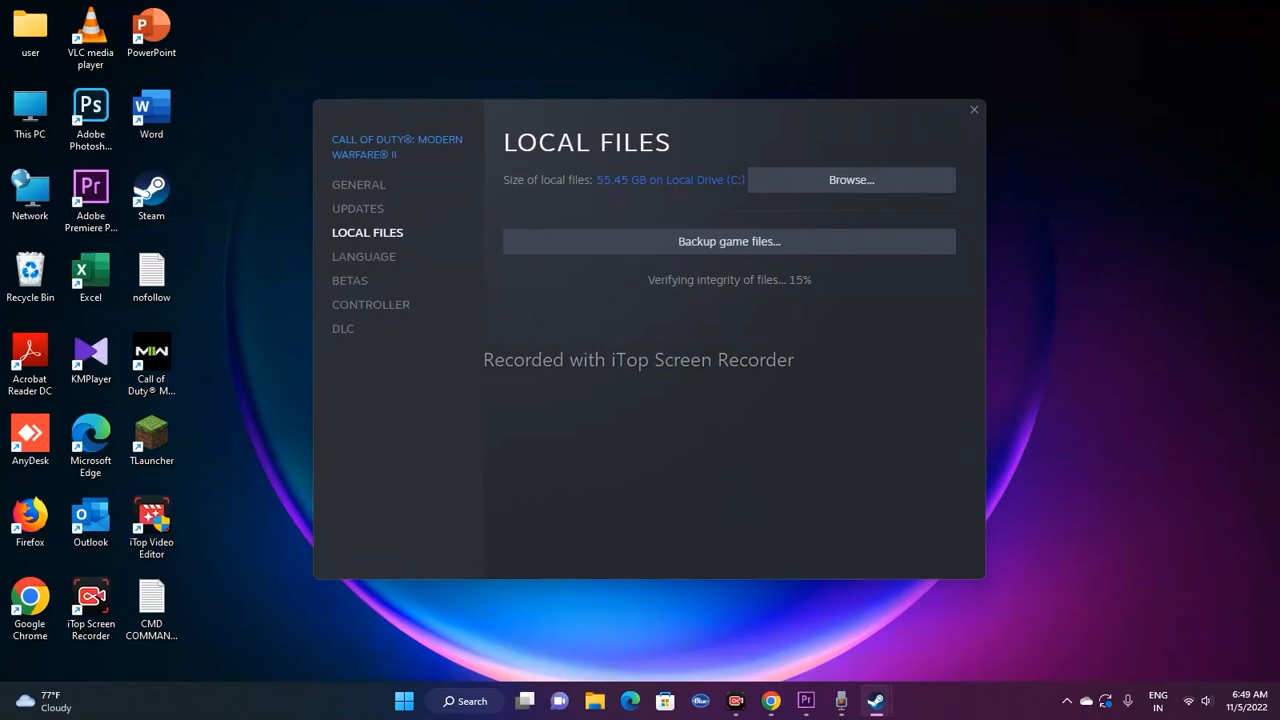 user
VLC media
player
PowerPoint
This PC
Adobe
Photosh...
Word
Network
Adobe
Premiere P...
Steam
Recycle Bin
Excel
nofollow
Acrobat
Reader DC
KMPlayer
Call of
Duty® M...
AnyDesk
Microsoft
Edge
TLauncher
Firefox
Outlook
iTop Video
Editor
Google
Chrome
iTop Screen
Recorder
CMD
COMMAN...
CALL OF DUTY®: MODERN
WARFARE® II
GENERAL
UPDATES
LOCAL FILES
LANGUAGE
BETAS
CONTROLLER
DLC
LOCAL FILES
Size of local files: 55.45 GB on Local Drive (C:)
Browse...
Backup game files...
Verifying integrity of files... 15%
Recorded with iTop Screen Recorder
77°F
Cloudy
Search
ENG
IN
6:49 AM
11/5/2022